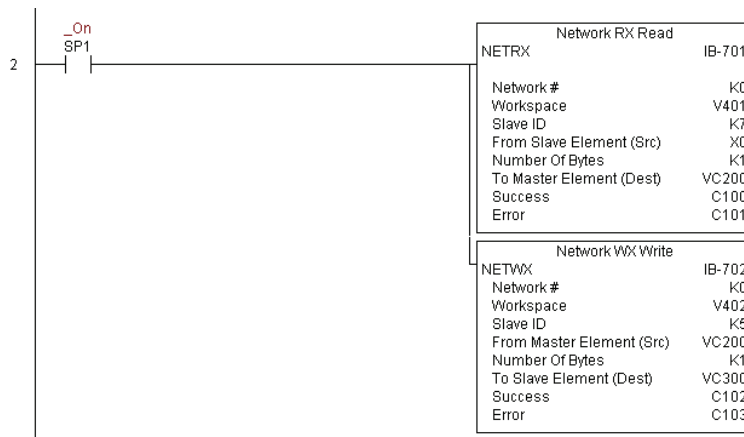 _On
SP1
2
Network RX Read
NETRX IB-701
Network # K0
Workspace V401
Slave ID K7
From Slave Element (Src) X0
Number Of Bytes K1
To Master Element (Dest) VC200
Success C100
Error C101
Network WX Write
NETWX IB-702
Network # K0
Workspace V402
Slave ID K5
From Master Element (Src) VC200
Number Of Bytes K1
To Slave Element (Dest) VC300
Success C102
Error C103